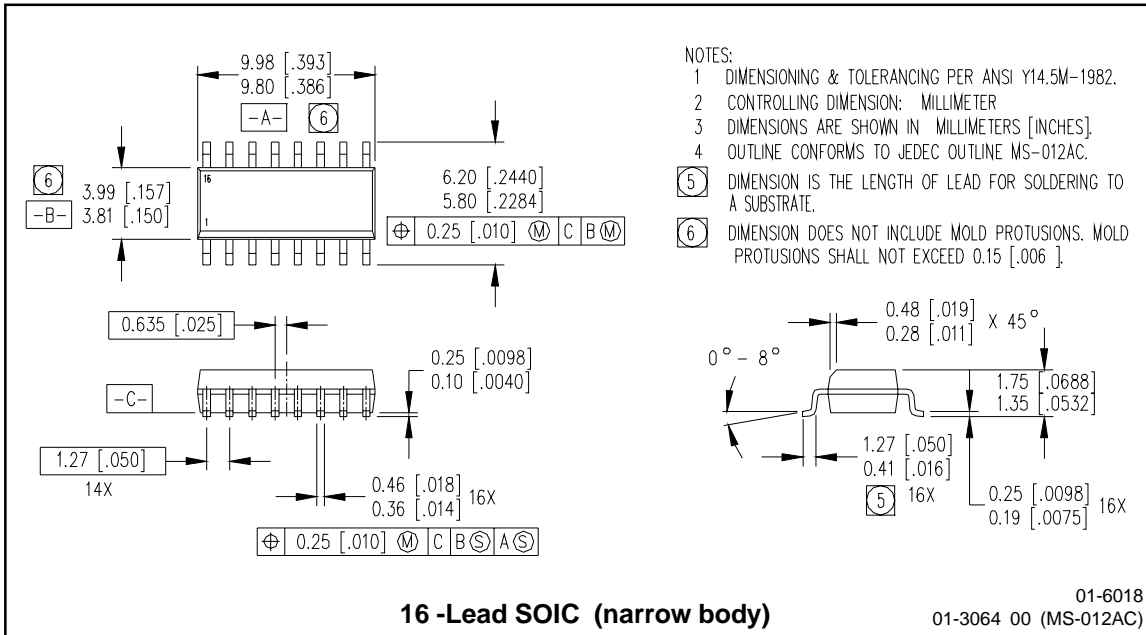 9.98 [.393]
9.80 [.386]
-A- 6
6
3.99 [.157]
-B- 3.81 [.150]
16
1
6.20 [.2440]
5.80 [.2284]
⌖ 0.25 [.010] Ⓜ C B Ⓜ
NOTES:
1 DIMENSIONING & TOLERANCING PER ANSI Y14.5M-1982.
2 CONTROLLING DIMENSION: MILLIMETER
3 DIMENSIONS ARE SHOWN IN MILLIMETERS [INCHES].
4 OUTLINE CONFORMS TO JEDEC OUTLINE MS-012AC.
5 DIMENSION IS THE LENGTH OF LEAD FOR SOLDERING TO
A SUBSTRATE.
6 DIMENSION DOES NOT INCLUDE MOLD PROTUSIONS. MOLD
PROTUSIONS SHALL NOT EXCEED 0.15 [.006 ].
0.635 [.025]
0.25 [.0098]
0.10 [.0040]
-C-
1.27 [.050]
14X
0.46 [.018]
0.36 [.014] 16X
⌖ 0.25 [.010] Ⓜ C B Ⓢ A Ⓢ
0.48 [.019]
0.28 [.011] X 45°
0° - 8°
1.75 [.0688]
1.35 [.0532]
1.27 [.050]
0.41 [.016]
5 16X
0.25 [.0098]
0.19 [.0075] 16X
16 -Lead SOIC (narrow body)
01-6018
01-3064 00 (MS-012AC)